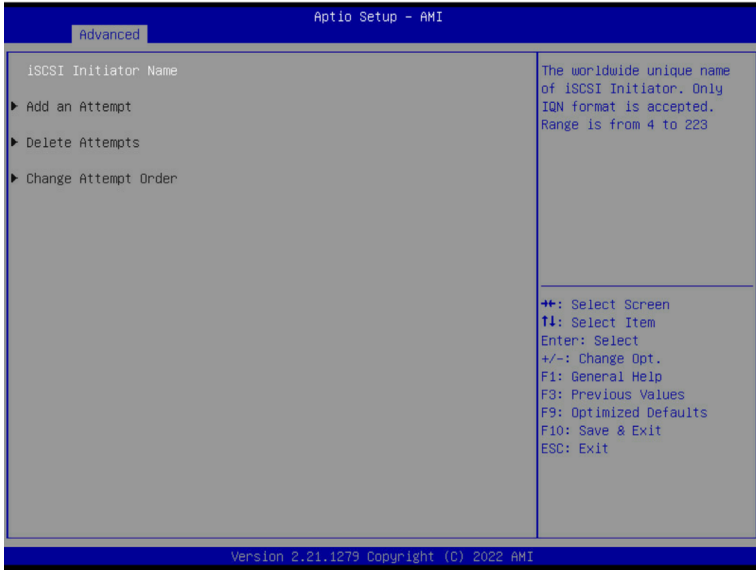 Aptio Setup – AMI
Advanced
iSCSI Initiator Name
▶ Add an Attempt
▶ Delete Attempts
▶ Change Attempt Order
The worldwide unique name
of iSCSI Initiator. Only
IQN format is accepted.
Range is from 4 to 223
→←: Select Screen
↑↓: Select Item
Enter: Select
+/-: Change Opt.
F1: General Help
F3: Previous Values
F9: Optimized Defaults
F10: Save & Exit
ESC: Exit
Version 2.21.1279 Copyright (C) 2022 AMI